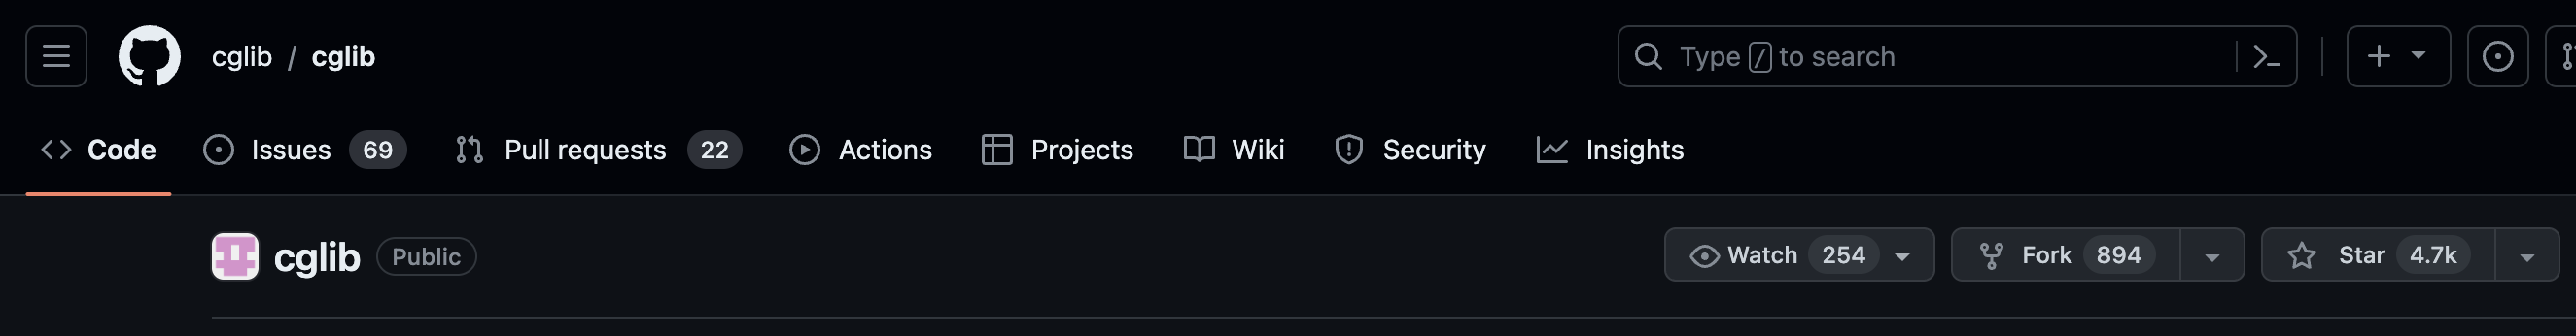 cglib / cglib
Type / to search
Code Issues 69 Pull requests 22 Actions Projects Wiki Security Insights
cglib Public
Watch 254 Fork 894 Star 4.7k